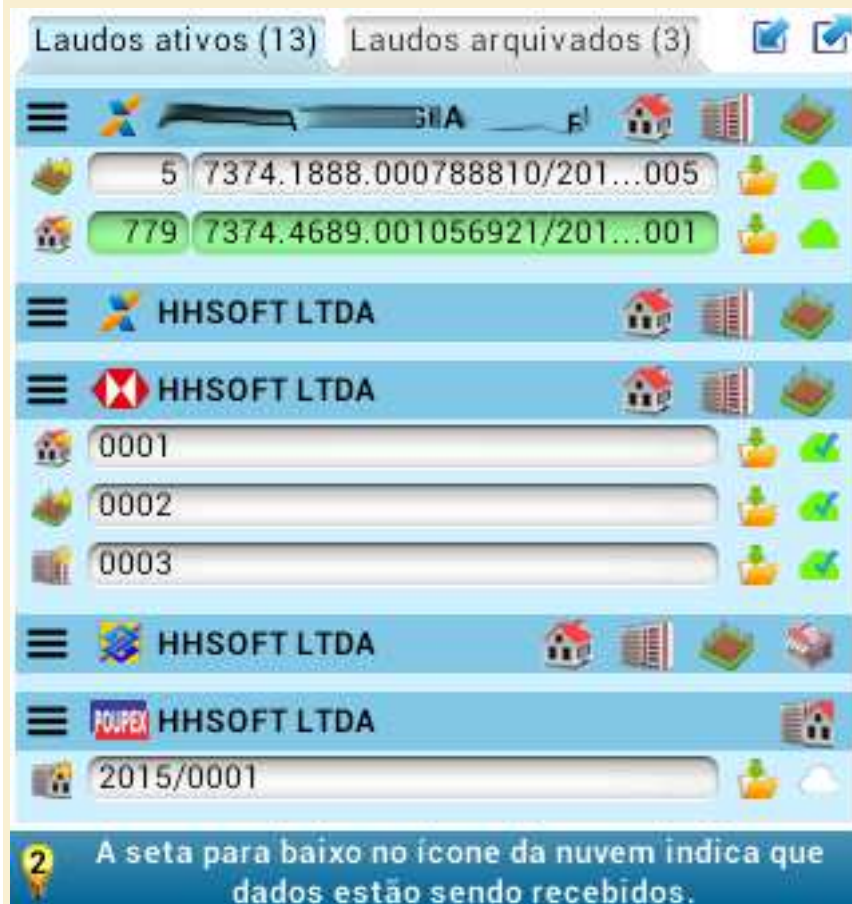 Laudos ativos (13) Laudos arquivados (3)
5 7374.1888.000788810/201...005
779 7374.4689.001056921/201...001
HHSOFT LTDA
HHSOFT LTDA
0001
0002
0003
HHSOFT LTDA
POUPEX HHSOFT LTDA
2015/0001
2 A seta para baixo no ícone da nuvem indica que
dados estão sendo recebidos.